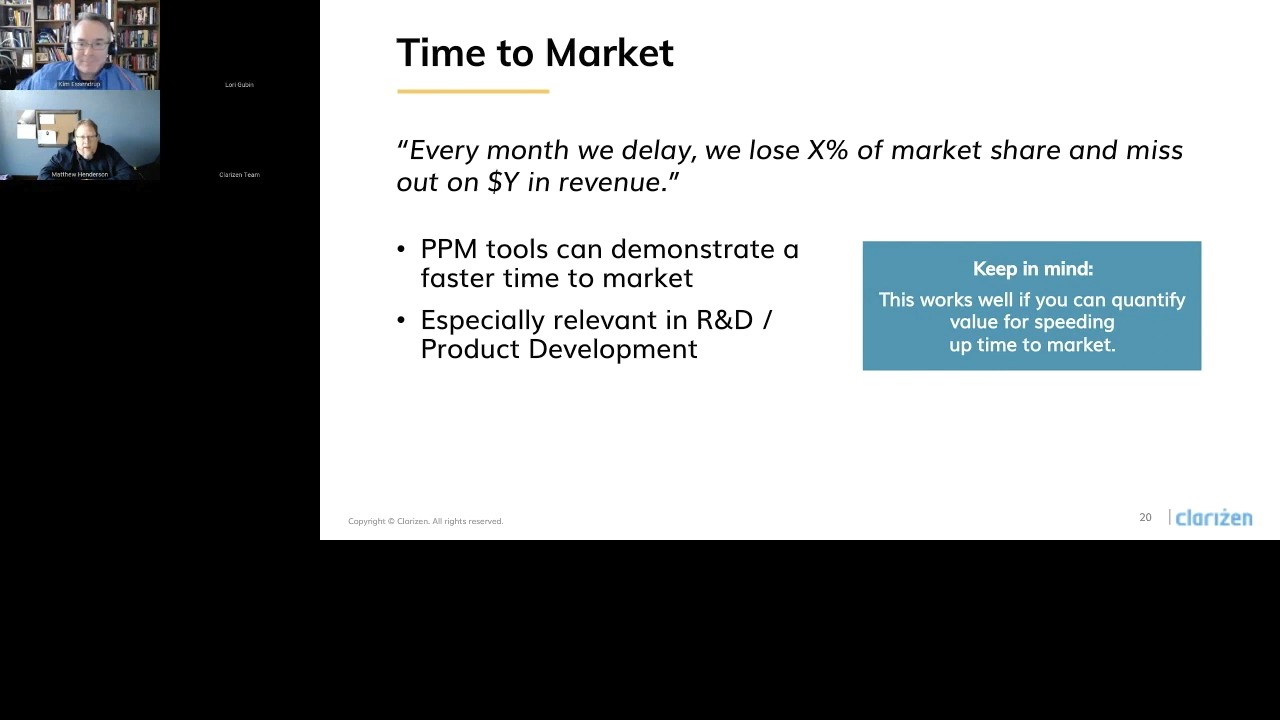 Kim Essendrup
Lori Gubin
Matthew Henderson
Clarizen Team
Time to Market
“Every month we delay, we lose X% of market share and miss
out on $Y in revenue.”
• PPM tools can demonstrate a
faster time to market
• Especially relevant in R&D /
Product Development
Keep in mind:
This works well if you can quantify
value for speeding
up time to market.
Copyright © Clarizen. All rights reserved.
20
clarizen